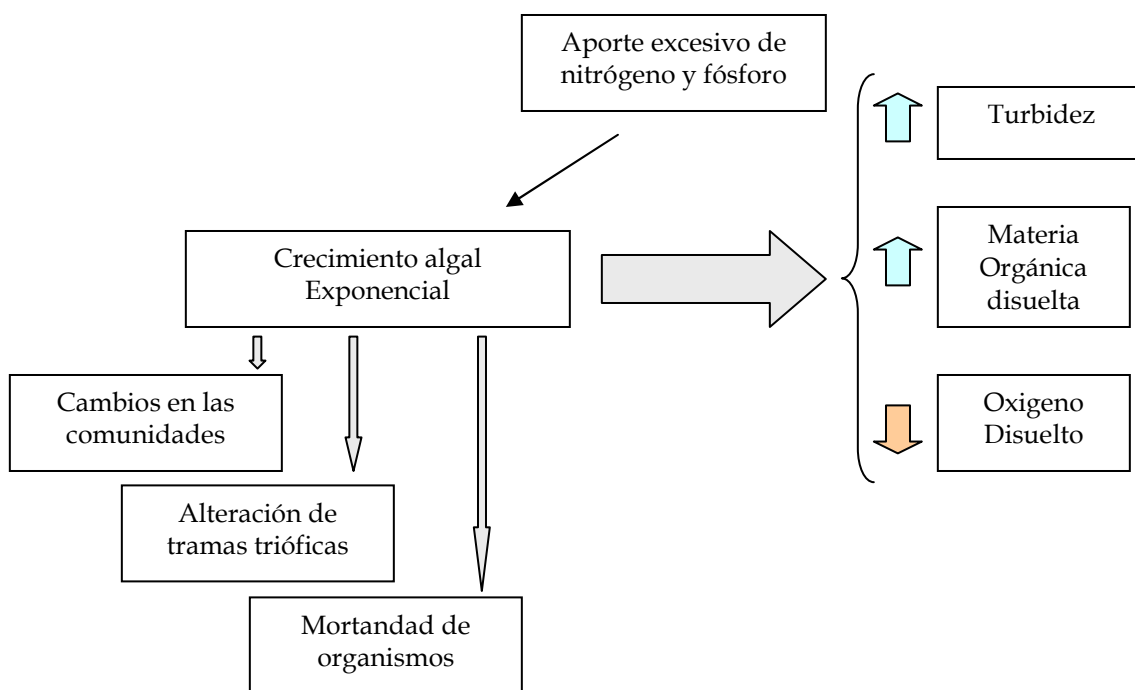 Aporte excesivo de
nitrógeno y fósforo
Turbidez
Materia
Orgánica
disuelta
Crecimiento algal
Exponencial
Oxigeno
Disuelto
Cambios en las
comunidades
Alteración de
tramas trióficas
Mortandad de
organismos